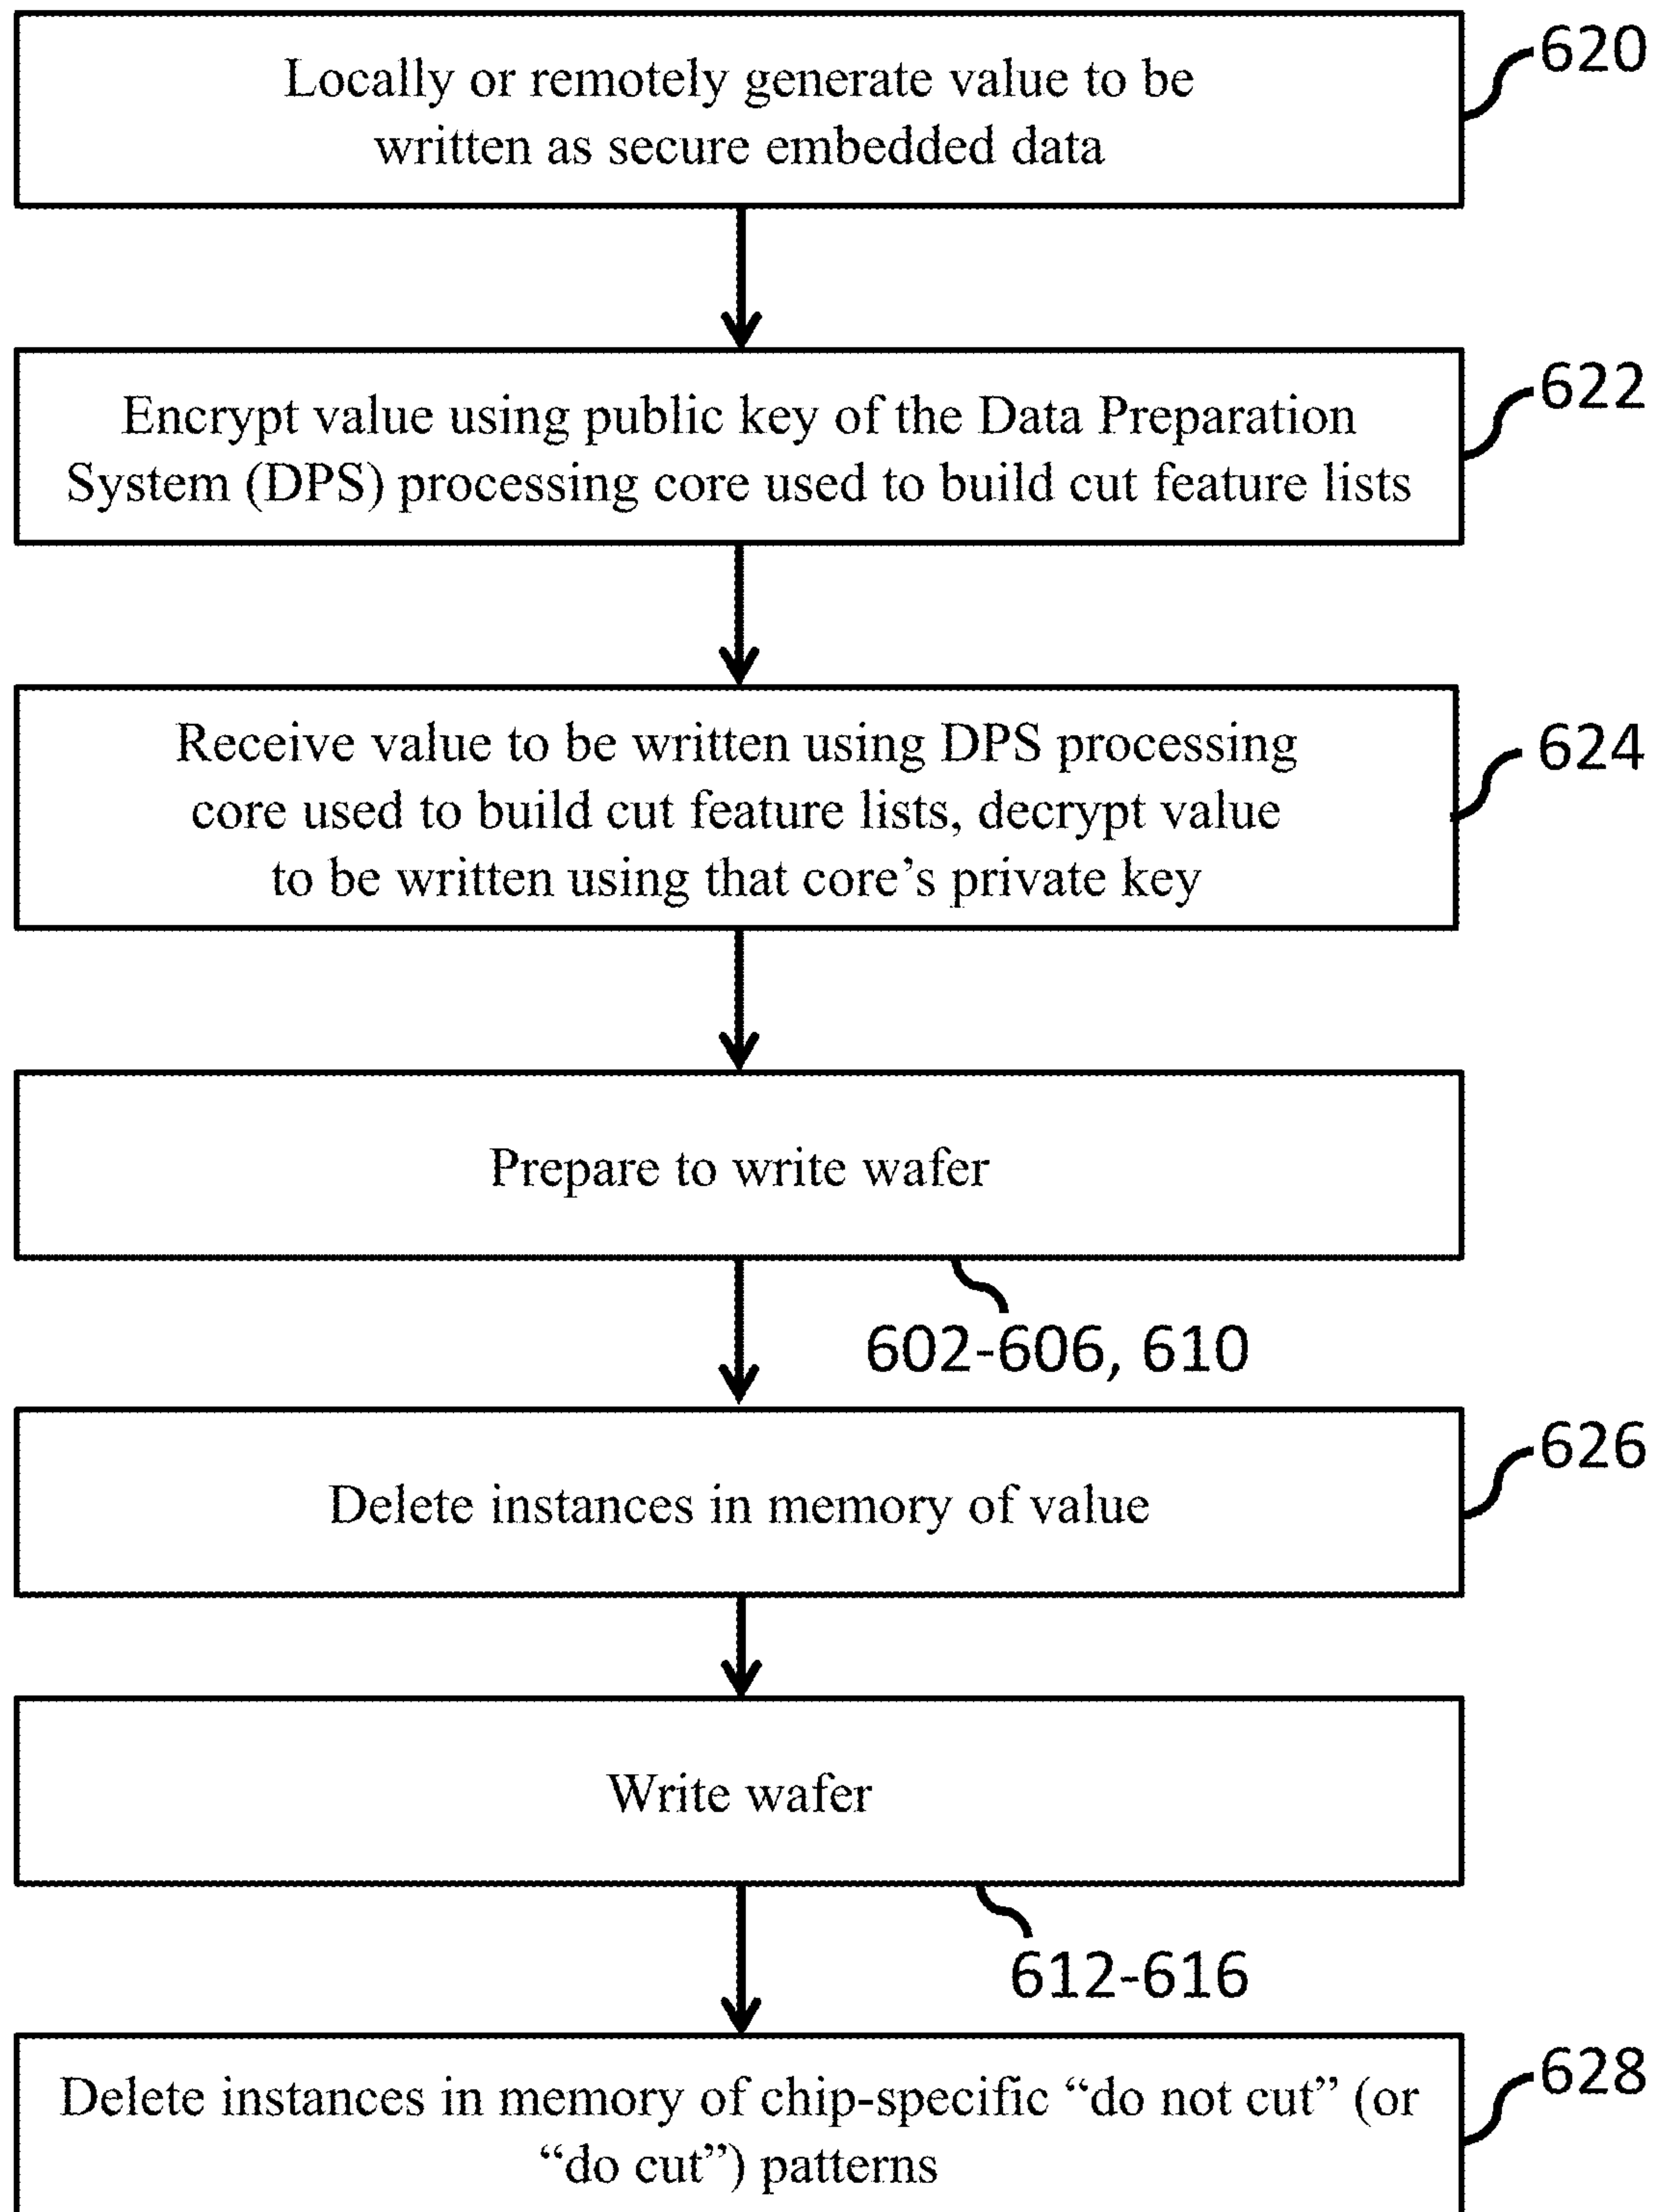 620
Locally or remotely generate value to be
written as secure embedded data
622
Encrypt value using public key of the Data Preparation
System (DPS) processing core used to build cut feature lists
624
Receive value to be written using DPS processing
core used to build cut feature lists, decrypt value
to be written using that core’s private key
Prepare to write wafer
602-606, 610
626
Delete instances in memory of value
Write wafer
612-616
628
Delete instances in memory of chip-specific “do not cut” (or
“do cut”) patterns